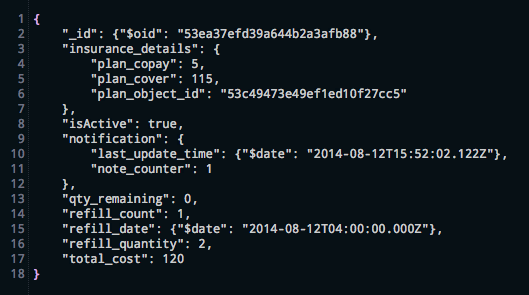 1 {
2     "_id": {"$oid": "53ea37efd39a644b2a3afb88"},
3     "insurance_details": {
4         "plan_copay": 5,
5         "plan_cover": 115,
6         "plan_object_id": "53c49473e49ef1ed10f27cc5"
7     },
8     "isActive": true,
9     "notification": {
10         "last_update_time": {"$date": "2014-08-12T15:52:02.122Z"},
11         "note_counter": 1
12     },
13     "qty_remaining": 0,
14     "refill_count": 1,
15     "refill_date": {"$date": "2014-08-12T04:00:00.000Z"},
16     "refill_quantity": 2,
17     "total_cost": 120
18 }